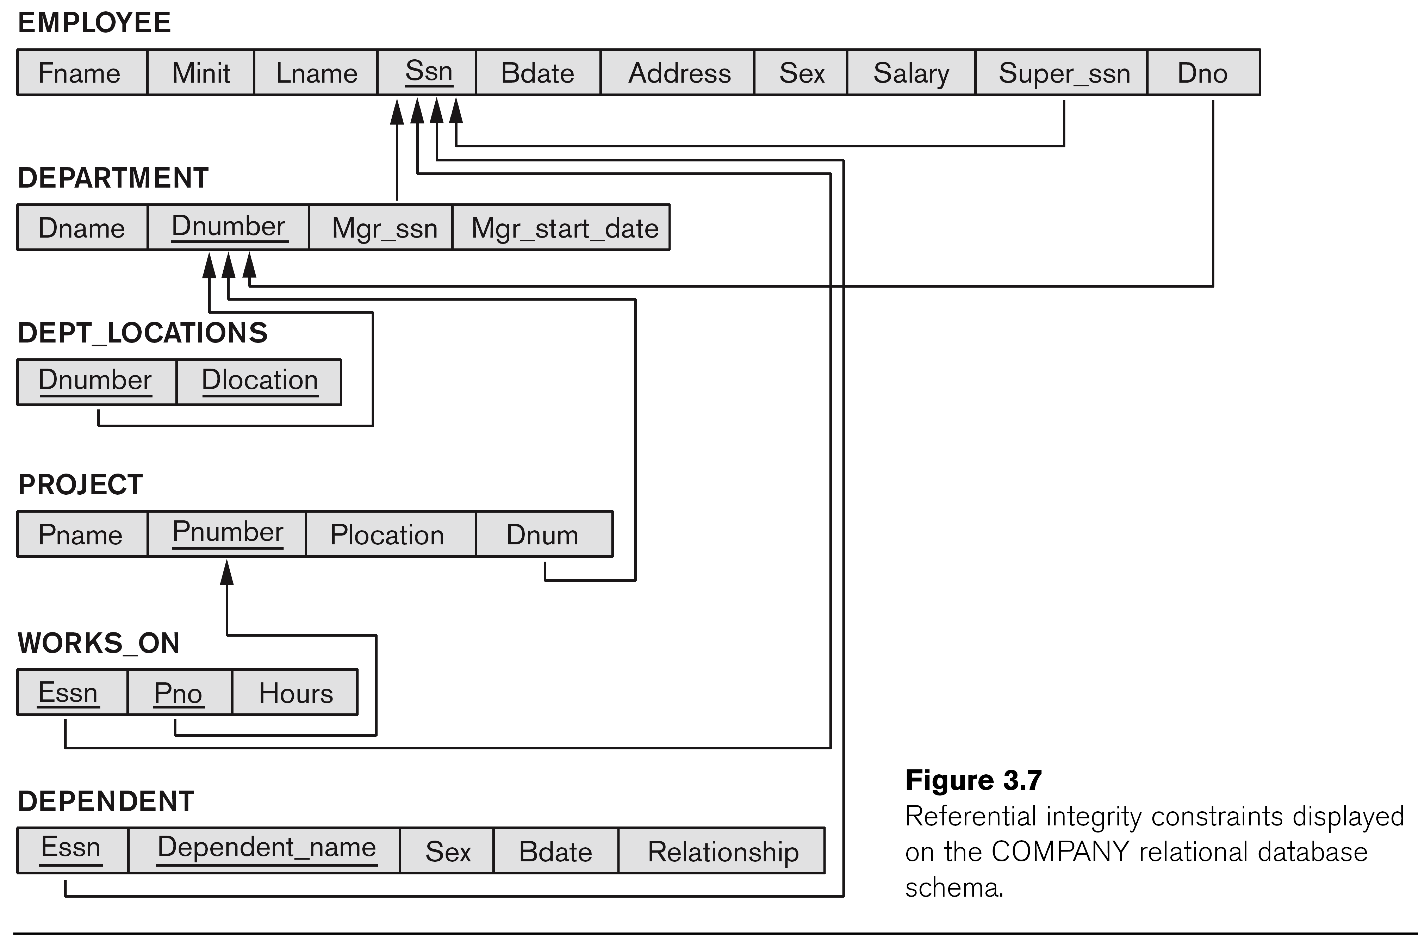 EMPLOYEE
Fname Minit Lname Ssn Bdate Address Sex Salary Super_ssn Dno
DEPARTMENT
Dname Dnumber Mgr_ssn Mgr_start_date
DEPT_LOCATIONS
Dnumber Dlocation
PROJECT
Pname Pnumber Plocation Dnum
WORKS_ON
Essn Pno Hours
DEPENDENT
Essn Dependent_name Sex Bdate Relationship
Figure 3.7
Referential integrity constraints displayed
on the COMPANY relational database
schema.